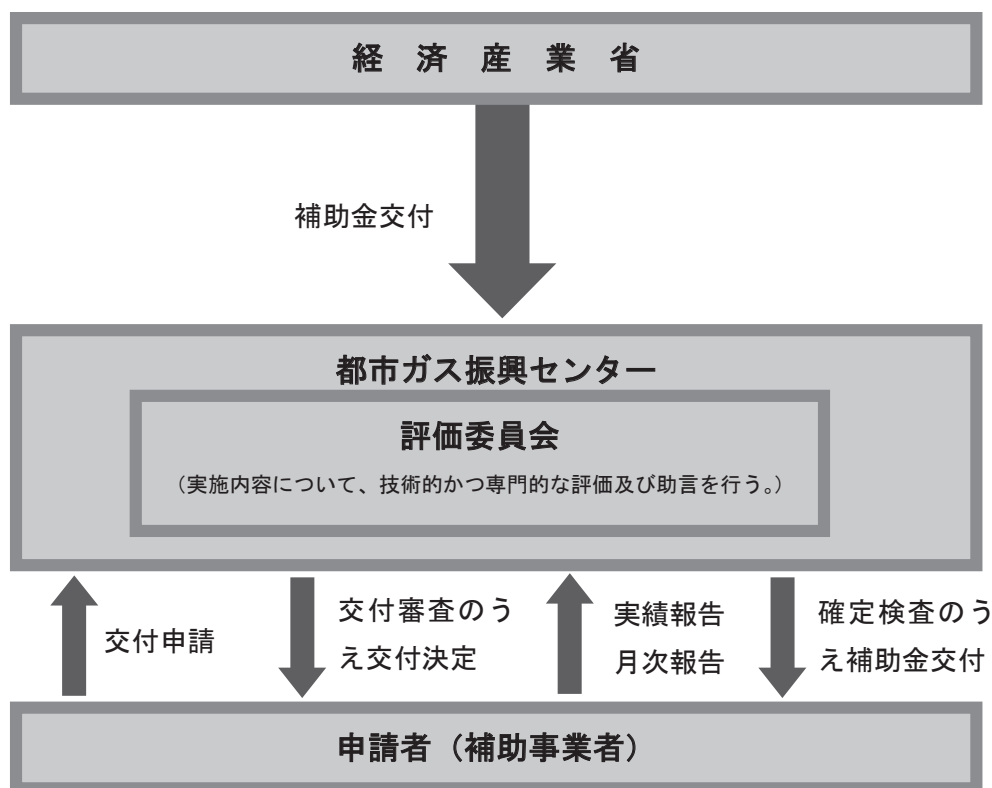 経済産業省
補助金交付
都市ガス振興センター
評価委員会
（実施内容について、技術的かつ専門的な評価及び助言を行う。）
交付申請
交付審査のう
え交付決定
実績報告
月次報告
確定検査のう
え補助金交付
申請者（補助事業者）